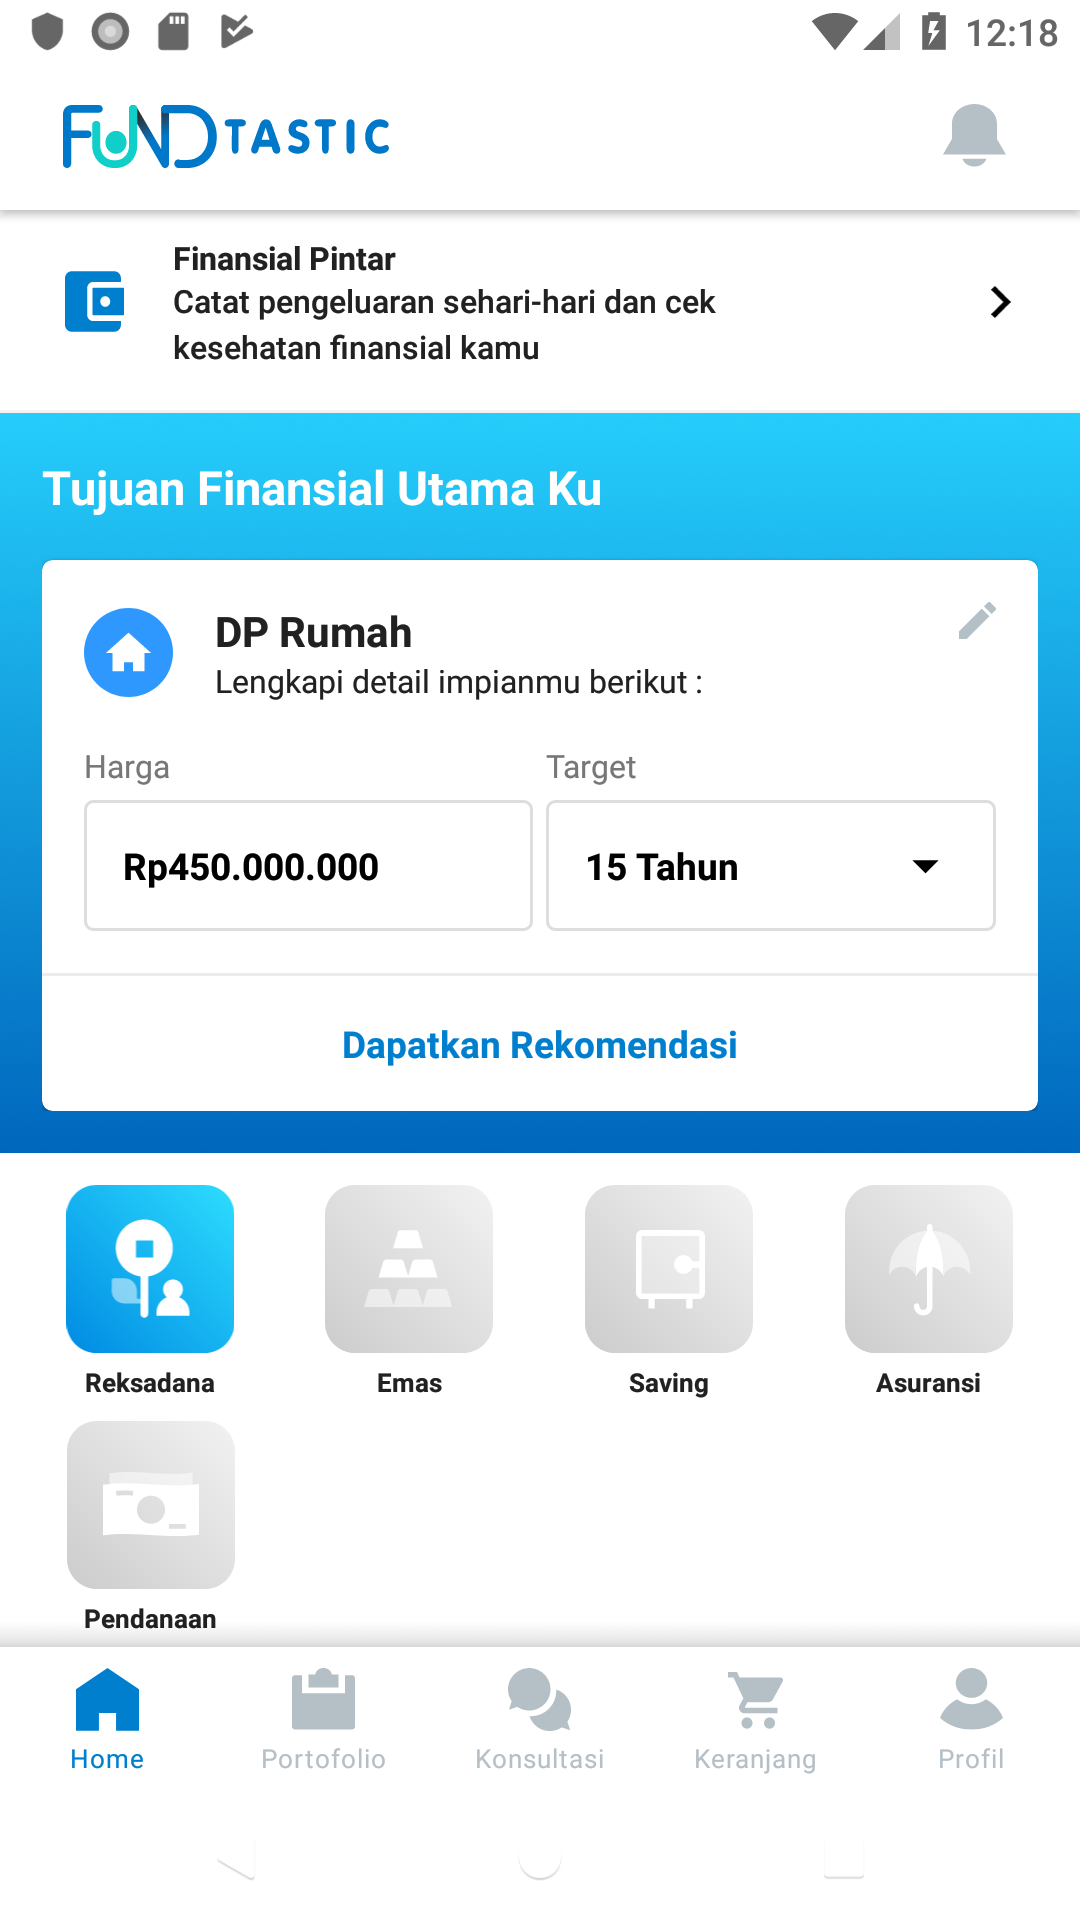 12:18
FUNDTASTIC
Finansial Pintar
Catat pengeluaran sehari-hari dan cek
kesehatan finansial kamu
Tujuan Finansial Utama Ku
DP Rumah
Lengkapi detail impianmu berikut :
Harga
Target
Rp450.000.000
15 Tahun
Dapatkan Rekomendasi
Reksadana
Emas
Saving
Asuransi
Pendanaan
Home
Portofolio
Konsultasi
Keranjang
Profil